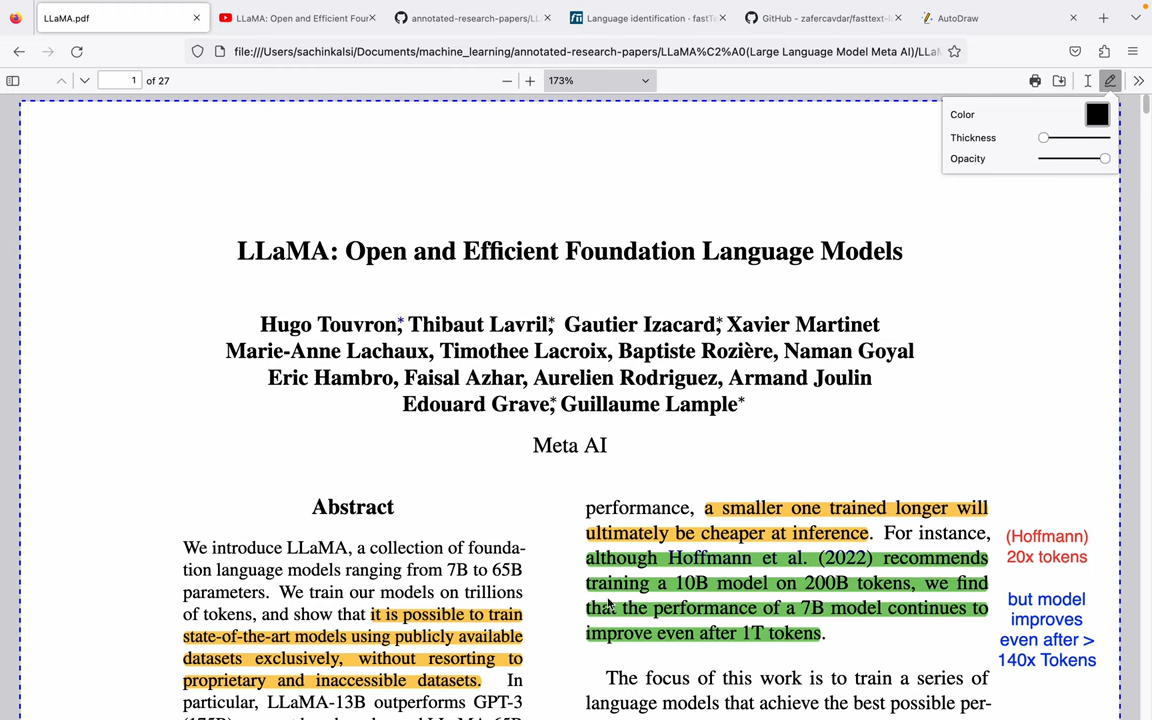 LLaMA.pdf
LLaMA: Open and Efficient Four
annotated-research-papers/LL
Language identification · fastTe
GitHub - zafercavdar/fasttext-l
AutoDraw
file:///Users/sachinkalsi/Documents/machine_learning/annotated-research-papers/LLaMA%C2%A0(Large Language Model Meta AI)/LLa
1 of 27
173%
Color
Thickness
Opacity
LLaMA: Open and Efficient Foundation Language Models
Hugo Touvron,* Thibaut Lavril,* Gautier Izacard,* Xavier Martinet
Marie-Anne Lachaux, Timothee Lacroix, Baptiste Rozière, Naman Goyal
Eric Hambro, Faisal Azhar, Aurelien Rodriguez, Armand Joulin
Edouard Grave,* Guillaume Lample*
Meta AI
Abstract
We introduce LLaMA, a collection of founda-
tion language models ranging from 7B to 65B
parameters. We train our models on trillions
of tokens, and show that it is possible to train
state-of-the-art models using publicly available
datasets exclusively, without resorting to
proprietary and inaccessible datasets. In
particular, LLaMA-13B outperforms GPT-3
performance, a smaller one trained longer will
ultimately be cheaper at inference. For instance,
although Hoffmann et al. (2022) recommends
training a 10B model on 200B tokens, we find
that the performance of a 7B model continues to
improve even after 1T tokens.
The focus of this work is to train a series of
language models that achieve the best possible per-
(Hoffmann)
20x tokens
but model
improves
even after >
140x Tokens